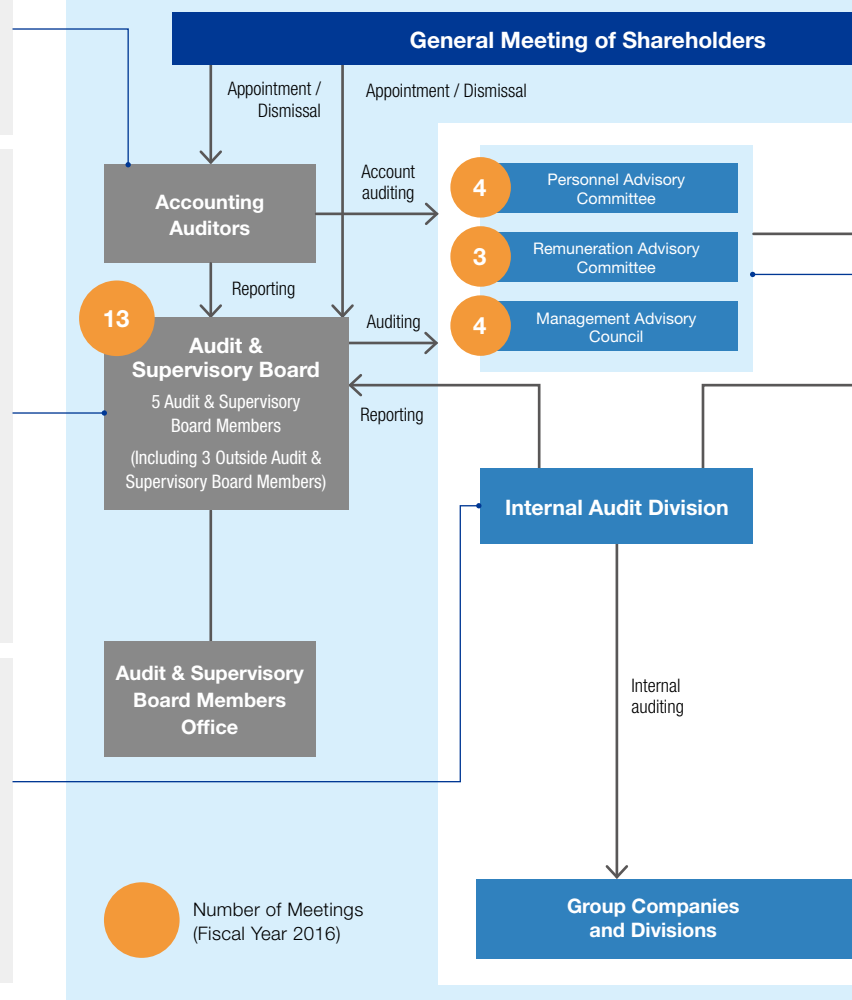 General Meeting of Shareholders
Appointment /
Dismissal
Appointment / Dismissal
Accounting
Auditors
Account
auditing
4
Personnel Advisory
Committee
3
Remuneration Advisory
Committee
4
Management Advisory
Council
Reporting
13
Audit &
Supervisory Board
5 Audit & Supervisory
Board Members
(Including 3 Outside Audit &
Supervisory Board Members)
Auditing
Reporting
Internal Audit Division
Audit & Supervisory
Board Members
Office
Internal
auditing
Number of Meetings
(Fiscal Year 2016)
Group Companies
and Divisions